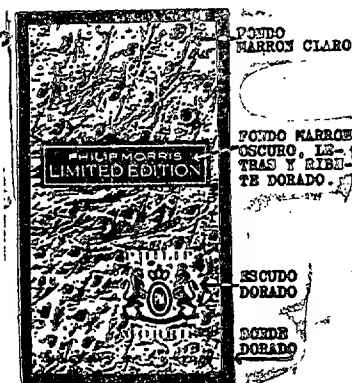 FONDO
MARRON CLARO
PHILIP MORRIS
LIMITED EDITION
FONDO MARRON
OSCURO, LE-
TRAS Y RIBE-
TE DORADO.
ESCUDO
DORADO
BORDE
DORADO